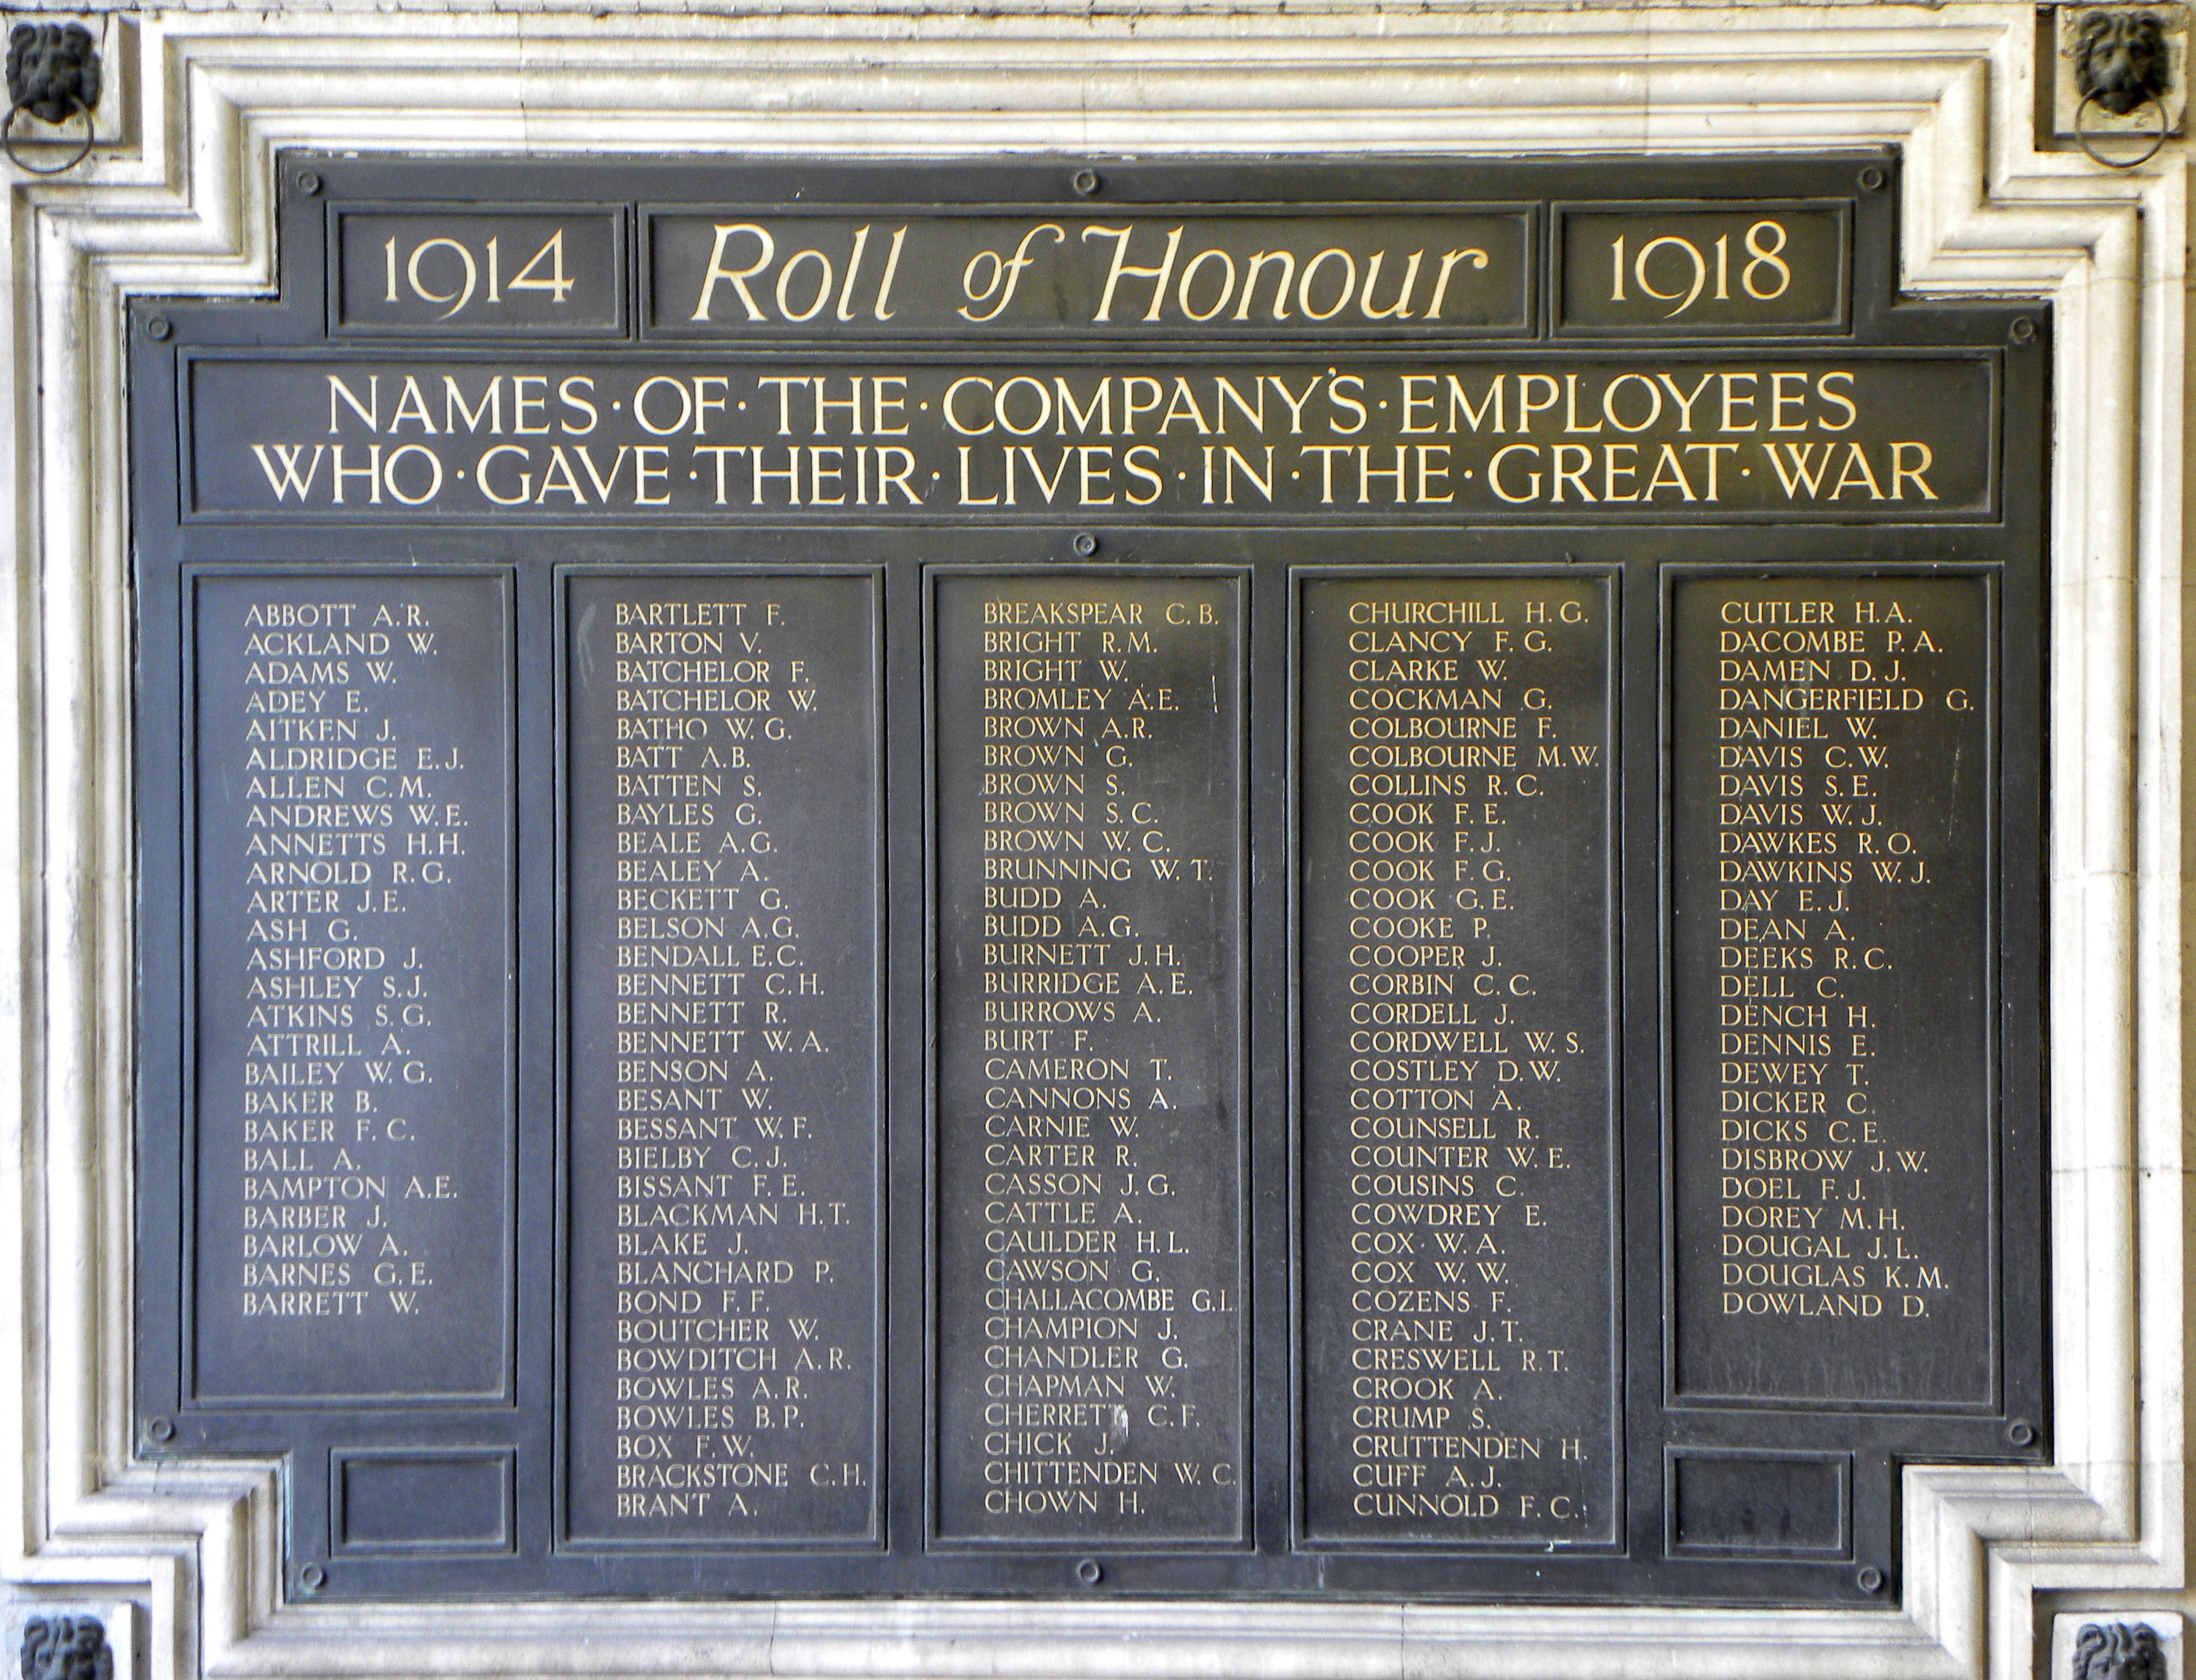 1914 Roll of Honour 1918
NAMES·OF·THE·COMPANY'S·EMPLOYEES
WHO·GAVE·THEIR·LIVES·IN·THE·GREAT·WAR
ABBOTT A.R.
ACKLAND W.
ADAMS W.
ADEY E.
AITKEN J.
ALDRIDGE E.J.
ALLEN C.M.
ANDREWS W.E.
ANNETTS H.H.
ARNOLD R.G.
ARTER J.E.
ASH G.
ASHFORD J.
ASHLEY S.J.
ATKINS S.G.
ATTRILL A.
BAILEY W.G.
BAKER B.
BAKER F.C.
BALL A.
BAMPTON A.E.
BARBER J.
BARLOW A.
BARNES G.E.
BARRETT W.
BARTLETT F.
BARTON V.
BATCHELOR F.
BATCHELOR W.
BATHO W.G.
BATT A.B.
BATTEN S.
BAYLES G.
BEALE A.G.
BEALEY A.
BECKETT G.
BELSON A.G.
BENDALL E.C.
BENNETT C.H.
BENNETT R.
BENNETT W.A.
BENSON A.
BESANT W.
BESSANT W.F.
BIELBY C.J.
BISSANT F.E.
BLACKMAN H.T.
BLAKE J.
BLANCHARD P.
BOND F.F.
BOUTCHER W.
BOWDITCH A.R.
BOWLES A.R.
BOWLES B.P.
BOX F.W.
BRACKSTONE C.H.
BRANT A.
BREAKSPEAR C.B.
BRIGHT R.M.
BRIGHT W.
BROMLEY A.E.
BROWN A.R.
BROWN G.
BROWN S.
BROWN S.C.
BROWN W.C.
BRUNNING W.T.
BUDD A.
BUDD A.G.
BURNETT J.H.
BURRIDGE A.E.
BURROWS A.
BURT F.
CAMERON T.
CANNONS A.
CARNIE W.
CARTER R.
CASSON J.G.
CATTLE A.
CAULDER H.L.
CAWSON G.
CHALLACOMBE G.L.
CHAMPION J.
CHANDLER G.
CHAPMAN W.
CHERRETT C.F.
CHICK J.
CHITTENDEN W.C.
CHOWN H.
CHURCHILL H.G.
CLANCY F.G.
CLARKE W.
COCKMAN G.
COLBOURNE F.
COLBOURNE M.W.
COLLINS R.C.
COOK F.E.
COOK F.J.
COOK F.G.
COOK G.E.
COOKE P.
COOPER J.
CORBIN C.C.
CORDELL J.
CORDWELL W.S.
COSTLEY D.W.
COTTON A.
COUNSELL R.
COUNTER W.E.
COUSINS C.
COWDREY E.
COX W.A.
COX W.W.
COZENS F.
CRANE J.T.
CRESWELL R.T.
CROOK A.
CRUMP S.
CRUTTENDEN H.
CUFF A.J.
CUNNOLD F.C.
CUTLER H.A.
DACOMBE P.A.
DAMEN D.J.
DANGERFIELD G.
DANIEL W.
DAVIS C.W.
DAVIS S.E.
DAVIS W.J.
DAWKES R.O.
DAWKINS W.J.
DAY E.J.
DEAN A.
DEEKS R.C.
DELL C.
DENCH H.
DENNIS E.
DEWEY T.
DICKER C.
DICKS C.E.
DISBROW J.W.
DOEL F.J.
DOREY M.H.
DOUGAL J.L.
DOUGLAS K.M.
DOWLAND D.